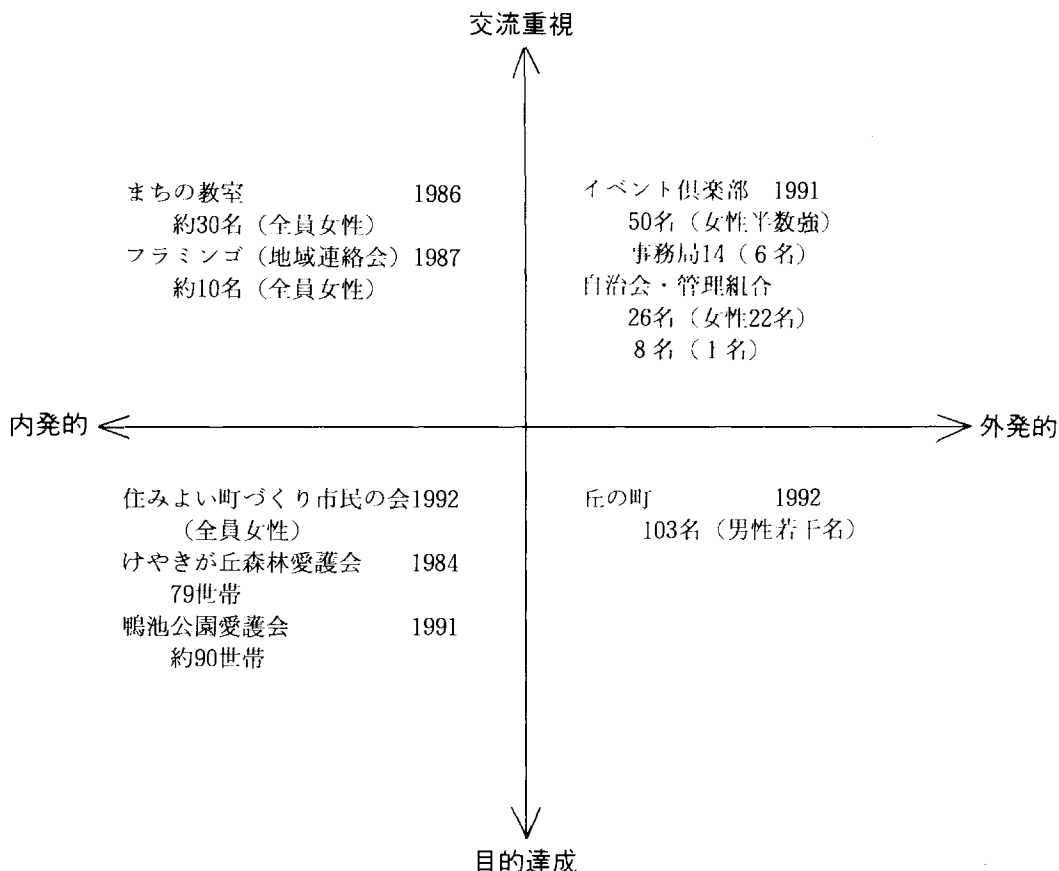 交流重視
まちの教室 1986
約30名（全員女性）
フラミンゴ（地域連絡会）1987
約10名（全員女性）
イベント倶楽部 1991
50名（女性半数強）
事務局14（6名）
自治会・管理組合
26名（女性22名）
8名（1名）
内発的
外発的
住みよい町づくり市民の会1992
（全員女性）
けやきが丘森林愛護会 1984
79世帯
鴨池公園愛護会 1991
約90世帯
丘の町 1992
103名（男性若干名）
目的達成